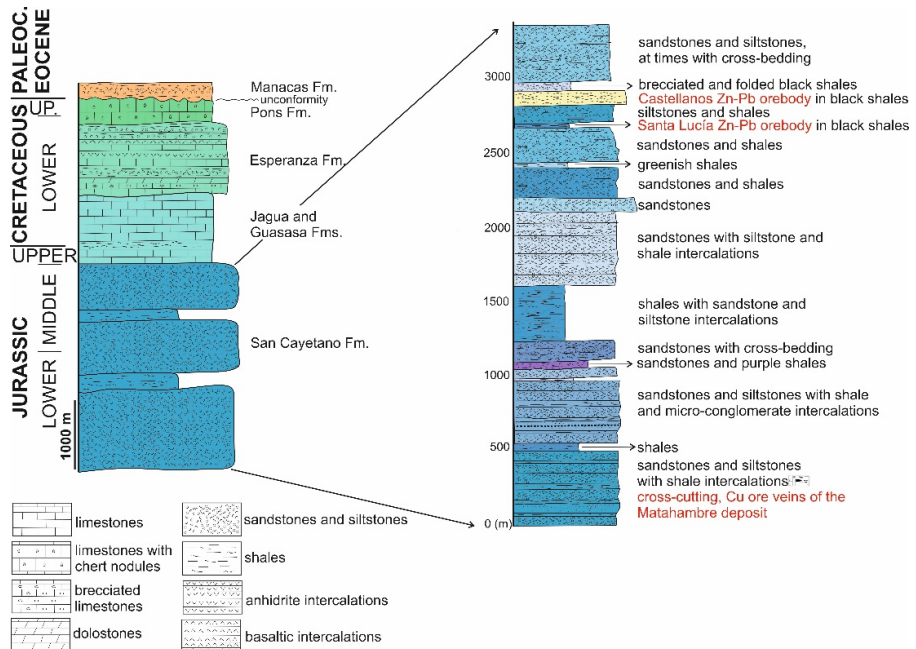 PALEOC.
EOCENE
UP.
CRETACEOUS
LOWER
UPPER
JURASSIC
MIDDLE
LOWER
1000 m
Manacas Fm.
unconformity
Pons Fm.
Esperanza Fm.
Jagua and
Guasasa Fms.
San Cayetano Fm.
limestones
limestones with
chert nodules
brecciated
limestones
dolostones
sandstones and siltstones
shales
anhidrite intercalations
basaltic intercalations
3000
2500
2000
1500
1000
500
0 (m)
sandstones and siltstones,
at times with cross-bedding
brecciated and folded black shales
Castellanos Zn-Pb orebody in black shales
siltstones and shales
Santa Lucía Zn-Pb orebody in black shales
sandstones and shales
greenish shales
sandstones and shales
sandstones
sandstones with siltstone and
shale intercalations
shales with sandstone and
siltstone intercalations
sandstones with cross-bedding
sandstones and purple shales
sandstones and siltstones with shale
and micro-conglomerate intercalations
shales
sandstones and siltstones
with shale intercalations
cross-cutting, Cu ore veins of the
Matahambre deposit